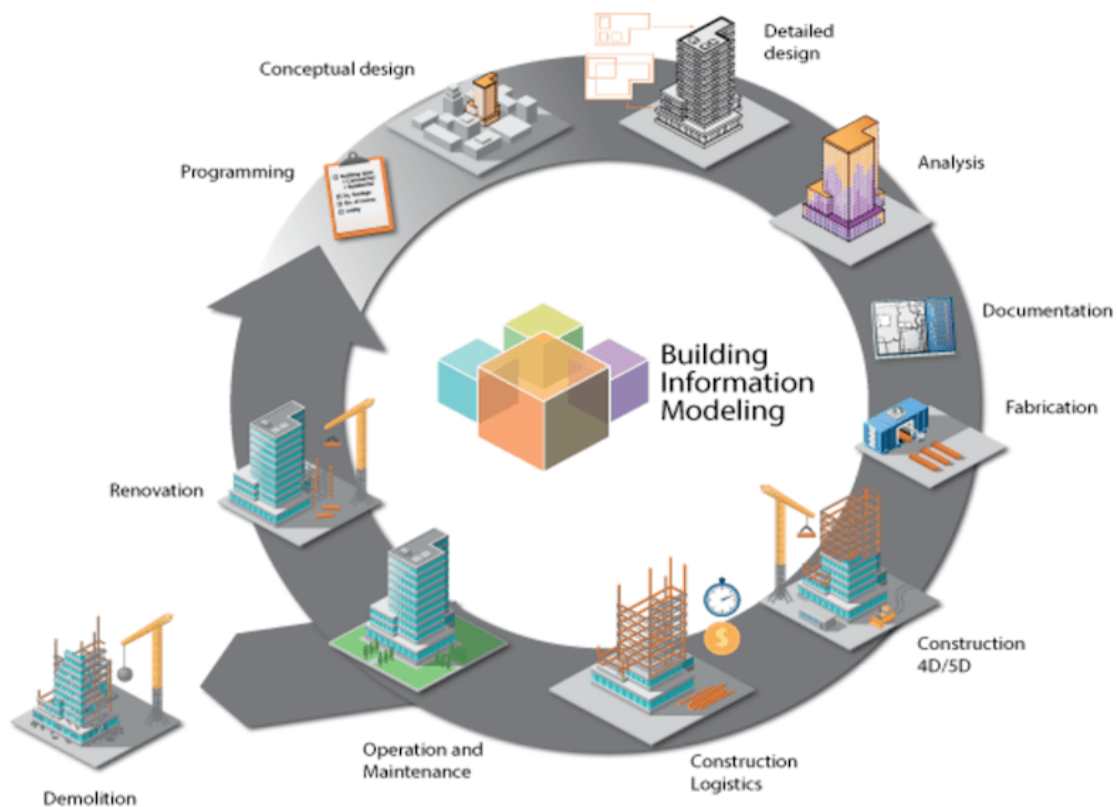 Detailed
design
Conceptual design
Analysis
Programming
Documentation
Building
Information
Modeling
Fabrication
Renovation
Construction
4D/5D
Operation and
Maintenance
Construction
Logistics
Demolition
$